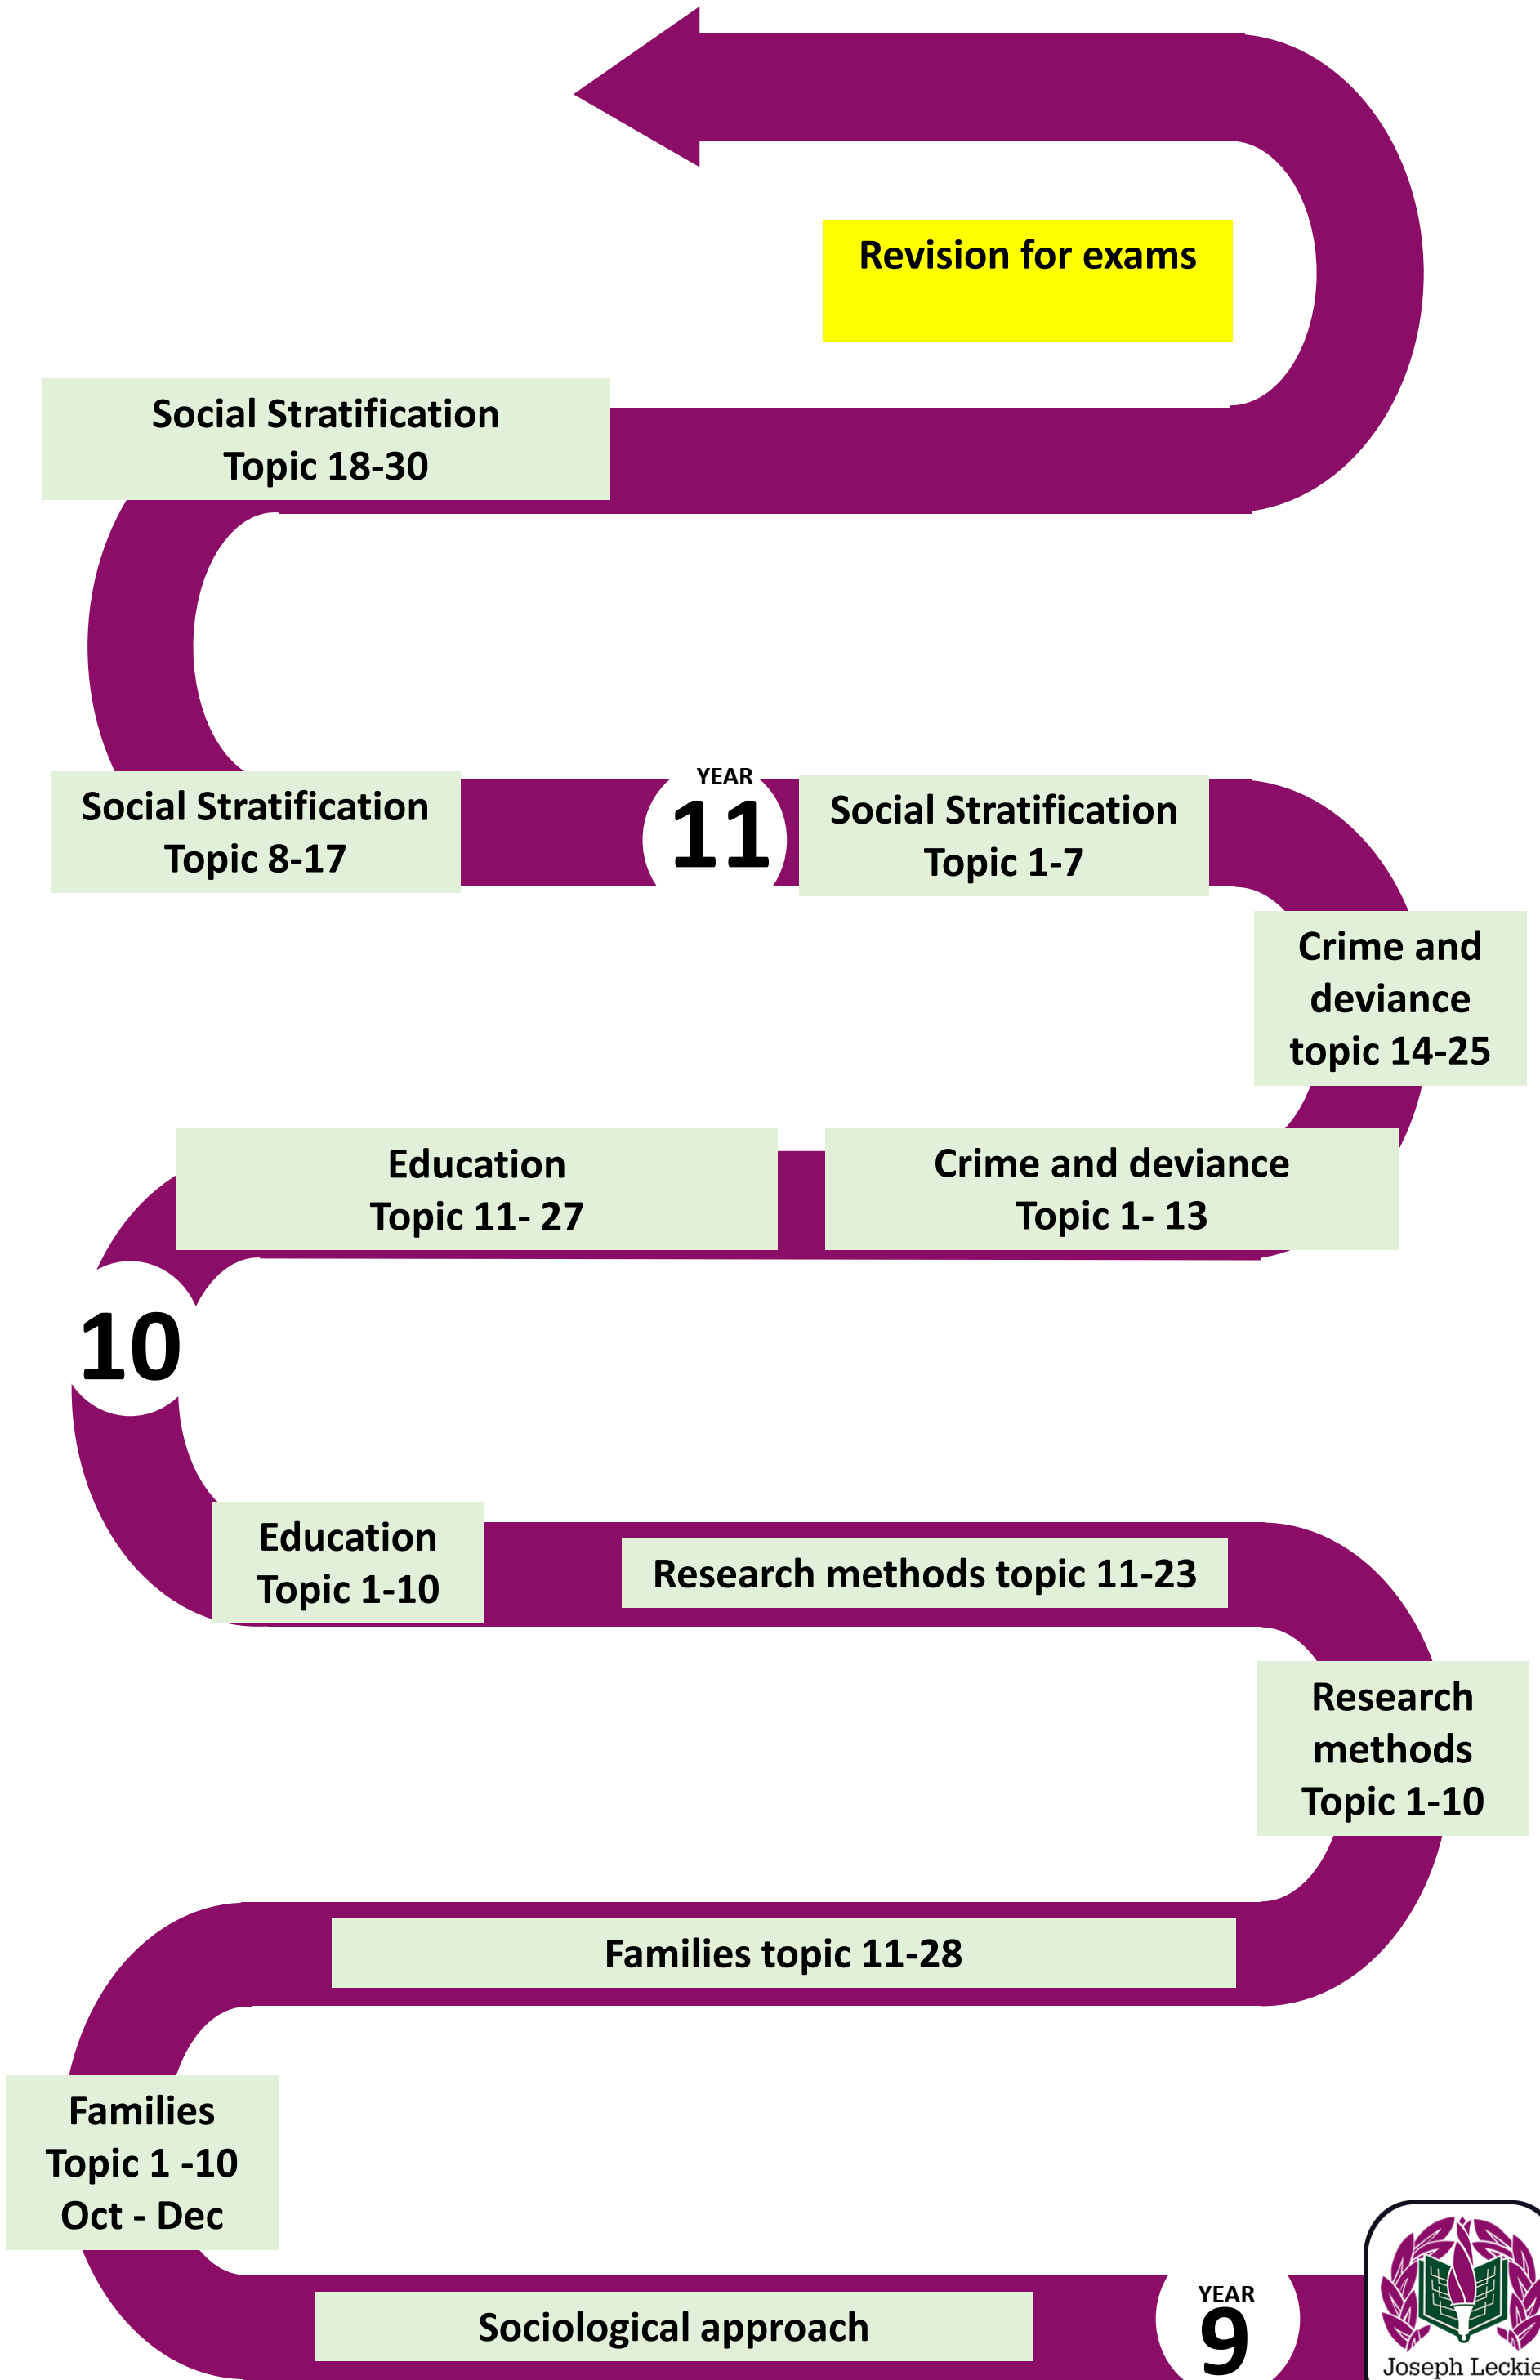 Revision for exams
Social Stratification
Topic 18-30
YEAR
11
Social Stratification
Topic 8-17
Social Stratification
Topic 1-7
Crime and
deviance
topic 14-25
Education
Topic 11- 27
Crime and deviance
Topic 1- 13
10
Education
Topic 1-10
Research methods topic 11-23
Research
methods
Topic 1-10
Families topic 11-28
Families
Topic 1 -10
Oct - Dec
Sociological approach
YEAR
9
Joseph Leckie